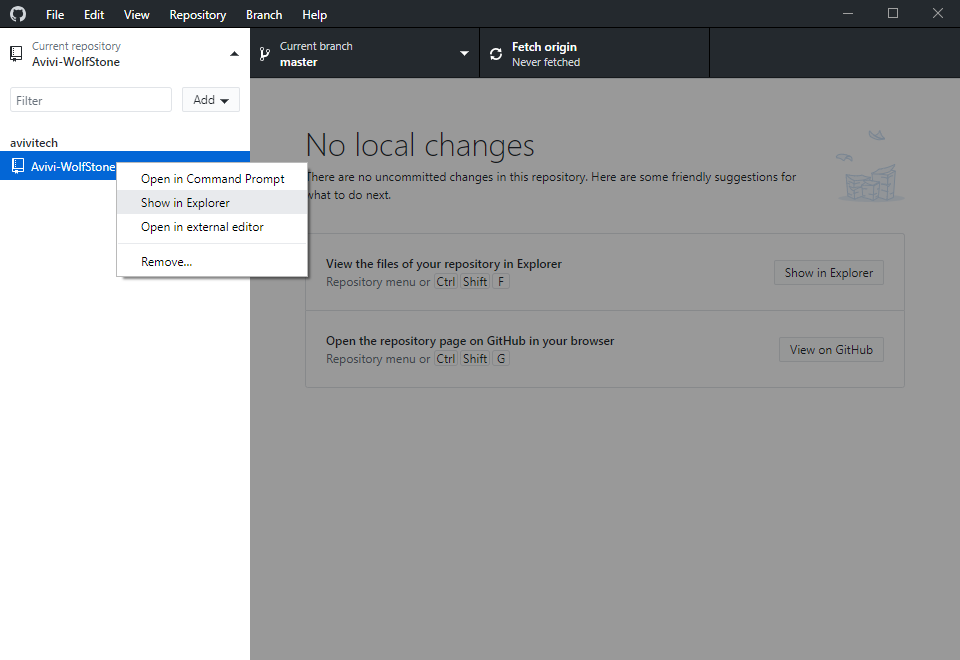 File Edit View Repository Branch Help
Current repository
Avivi-WolfStone
Current branch
master
Fetch origin
Never fetched
Filter
Add
avivitech
Avivi-WolfStone
Open in Command Prompt
Show in Explorer
Open in external editor
Remove...
No local changes
There are no uncommitted changes in this repository. Here are some friendly suggestions for
what to do next.
View the files of your repository in Explorer
Repository menu or Ctrl Shift F
Show in Explorer
Open the repository page on GitHub in your browser
Repository menu or Ctrl Shift G
View on GitHub